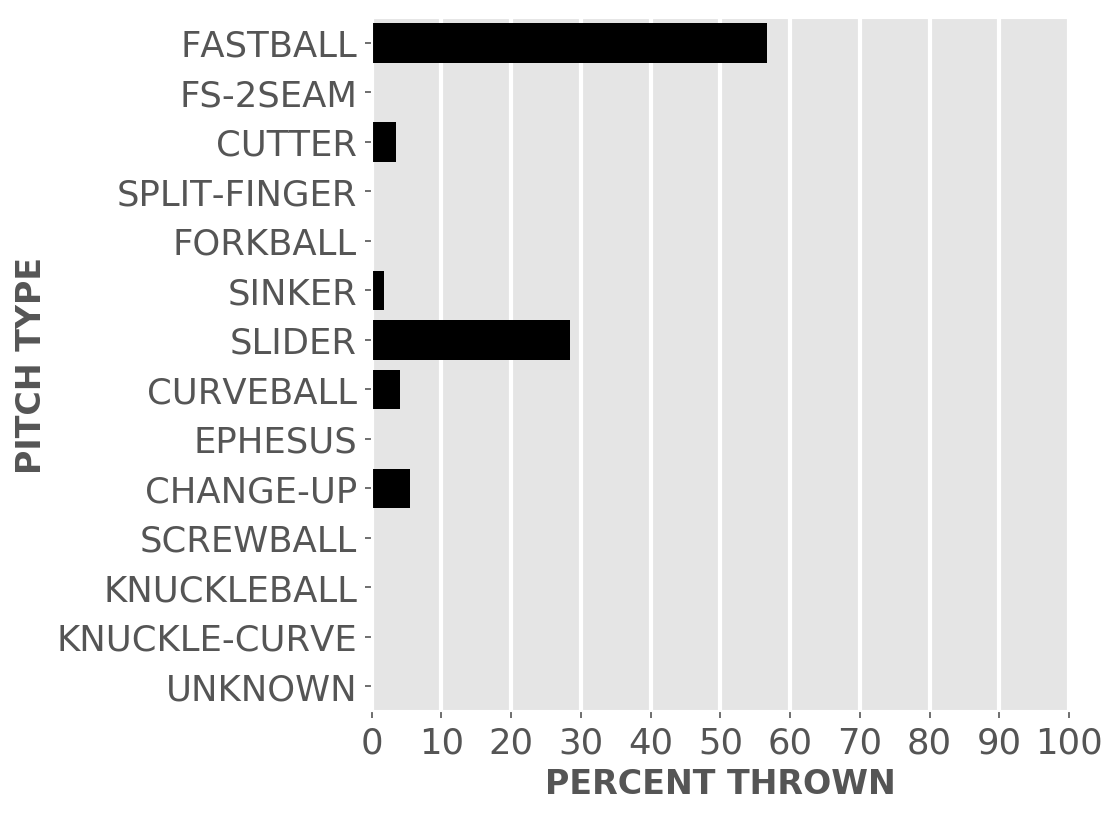 FASTBALL
FS-2SEAM
CUTTER
SPLIT-FINGER
FORKBALL
SINKER
SLIDER
CURVEBALL
EPHESUS
CHANGE-UP
SCREWBALL
KNUCKLEBALL
KNUCKLE-CURVE
UNKNOWN
PITCH TYPE
0 10 20 30 40 50 60 70 80 90 100
PERCENT THROWN